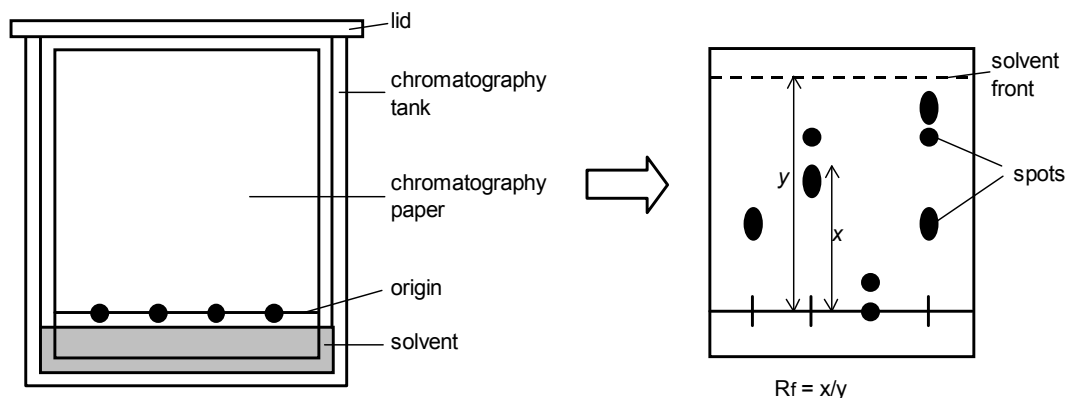 lid
chromatography
tank
chromatography
paper
origin
solvent
solvent
front
spots
y
x
Rf = x/y